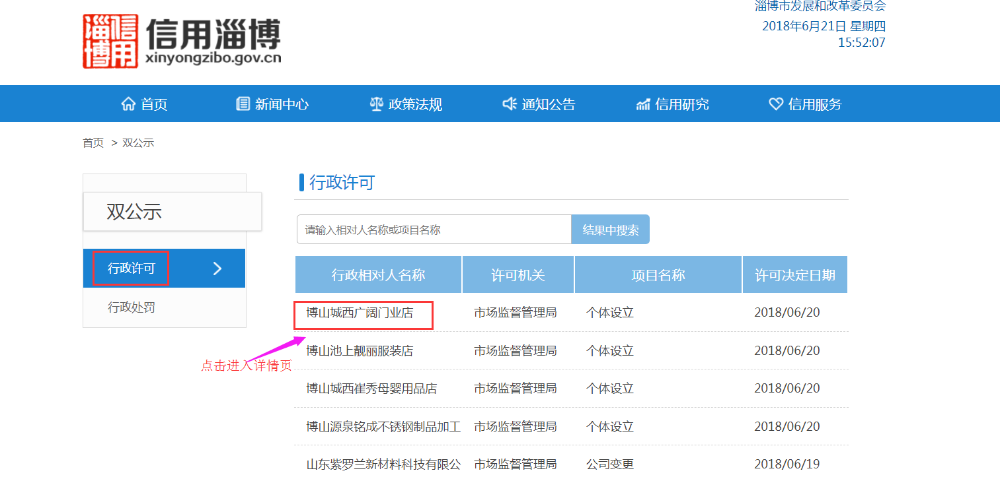 淄博市发展和改革委员会
2018年6月21日 星期四
15:52:07
淄博信用
信用淄博
xinyongzibo.gov.cn
首页 新闻中心 政策法规 通知公告 信用研究 信用服务
首页 > 双公示
双公示
行政许可
行政处罚
行政许可
请输入相对人名称或项目名称 结果中搜索
行政相对人名称 许可机关 项目名称 许可决定日期
博山城西广阔门业店 市场监督管理局 个体设立 2018/06/20
博山池上靓丽服装店 市场监督管理局 个体设立 2018/06/20
点击进入详情页
博山城西崔秀母婴用品店 市场监督管理局 个体设立 2018/06/20
博山源泉铭成不锈钢制品加工 市场监督管理局 个体设立 2018/06/20
山东紫罗兰新材料科技有限公 市场监督管理局 公司变更 2018/06/19